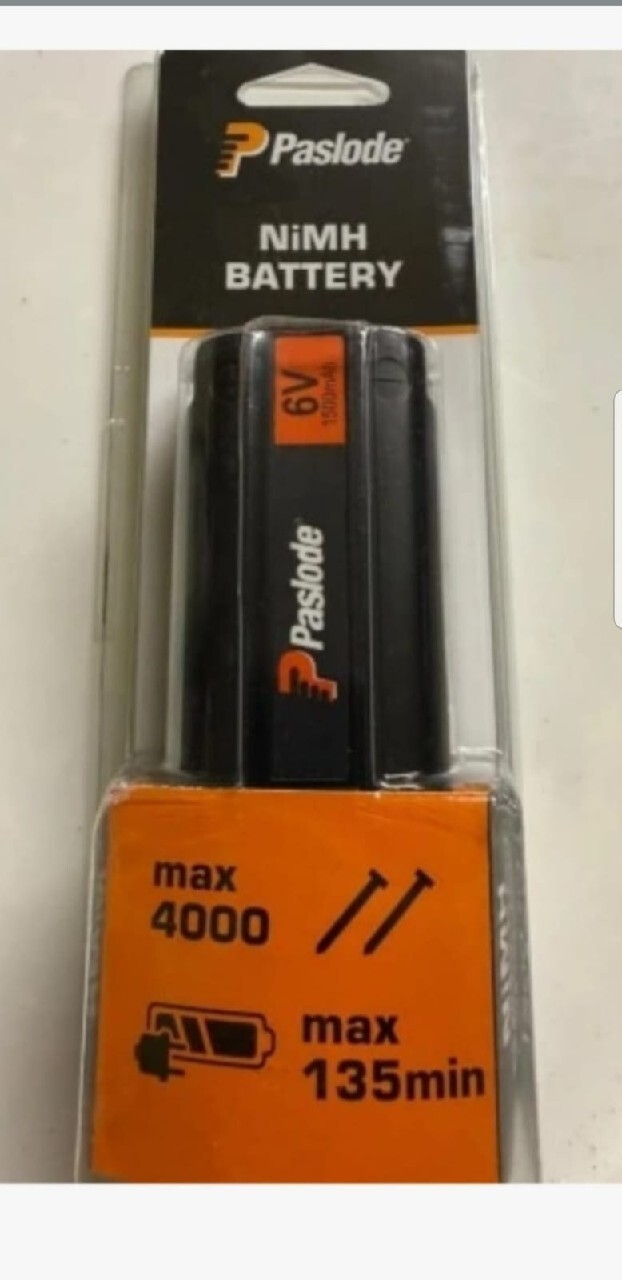 Paslode
NiMH
BATTERY
6V
1500mAh
Paslode
max
4000
max
135min